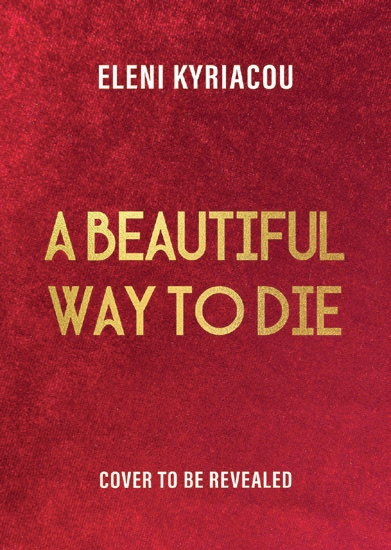 ELENI KYRIACOU
A BEAUTIFUL
WAY TO DIE
COVER TO BE REVEALED